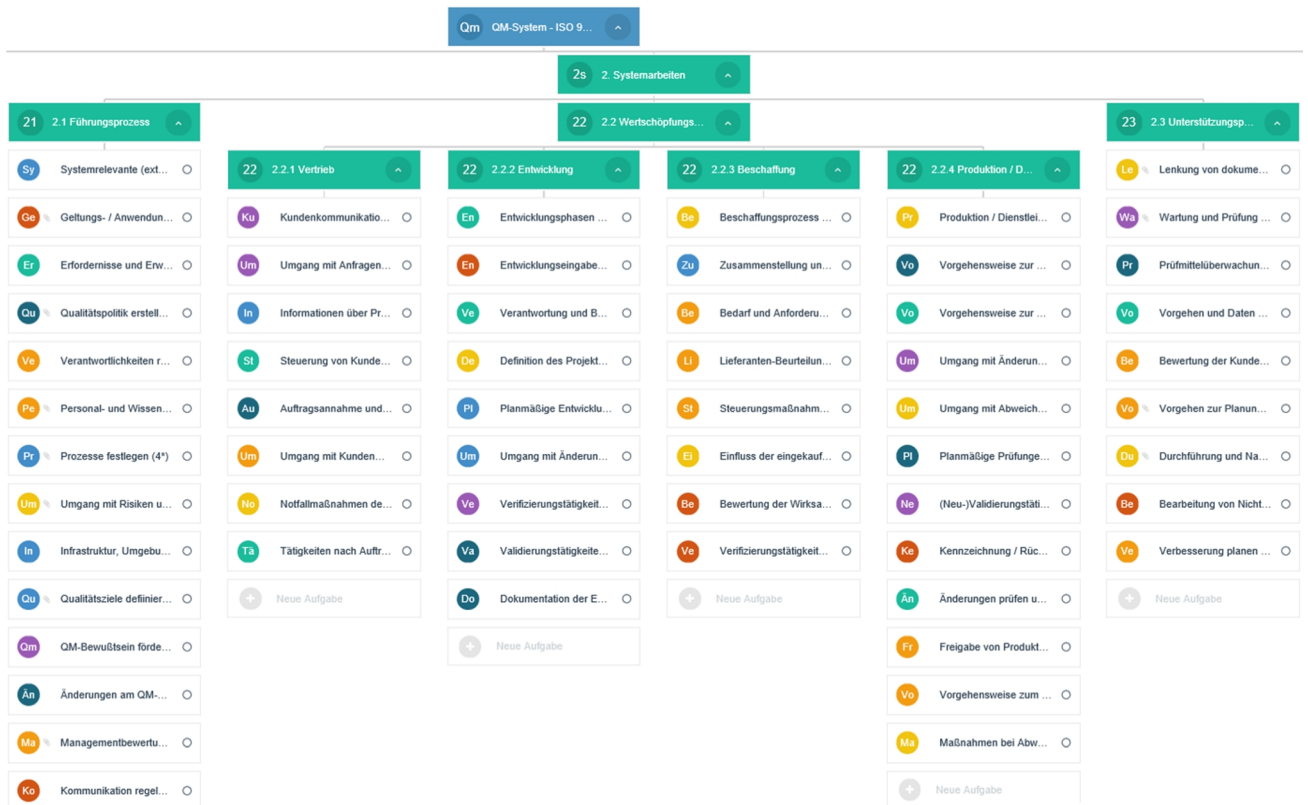 Qm QM-System - ISO 9...
2s 2. Systemarbeiten
21 2.1 Führungsprozess
22 2.2 Wertschöpfungs...
23 2.3 Unterstützungsp...
Sy Systemrelevante (ext...
Ge Geltungs- / Anwendun...
Er Erfordernisse und Erw...
Qu Qualitätspolitik erstell...
Ve Verantwortlichkeiten r...
Pe Personal- und Wissen...
Pr Prozesse festlegen (4*)
Um Umgang mit Risiken u...
In Infrastruktur, Umgebu...
Qu Qualitätsziele defiinier...
Qm QM-Bewußtsein förde...
Än Änderungen am QM-...
Ma Managementbewertu...
Ko Kommunikation regel...
22 2.2.1 Vertrieb
Ku Kundenkommunikatio...
Um Umgang mit Anfragen...
In Informationen über Pr...
St Steuerung von Kunde...
Au Auftragsannahme und...
Um Umgang mit Kunden...
No Notfallmaßnahmen de...
Tä Tätigkeiten nach Auftr...
Neue Aufgabe
22 2.2.2 Entwicklung
En Entwicklungsphasen ...
En Entwicklungseingabe...
Ve Verantwortung und B...
De Definition des Projekt...
Pl Planmäßige Entwicklu...
Um Umgang mit Änderun...
Ve Verifizierungstätigkeit...
Va Validierungstätigkeite...
Do Dokumentation der E...
Neue Aufgabe
22 2.2.3 Beschaffung
Be Beschaffungsprozess ...
Zu Zusammenstellung un...
Be Bedarf und Anforderu...
Li Lieferanten-Beurteilun...
St Steuerungsmaßnahm...
Ei Einfluss der eingekauf...
Be Bewertung der Wirksa...
Ve Verifizierungstätigkeit...
Neue Aufgabe
22 2.2.4 Produktion / D...
Pr Produktion / Dienstlei...
Vo Vorgehensweise zur ...
Vo Vorgehensweise zur ...
Um Umgang mit Änderun...
Um Umgang mit Abweich...
Pl Planmäßige Prüfunge...
Ne (Neu-)Validierungstäti...
Ke Kennzeichnung / Rüc...
Än Änderungen prüfen u...
Fr Freigabe von Produkt...
Vo Vorgehensweise zum ...
Ma Maßnahmen bei Abw...
Neue Aufgabe
Le Lenkung von dokume...
Wa Wartung und Prüfung ...
Pr Prüfmittelüberwachun...
Vo Vorgehen und Daten ...
Be Bewertung der Kunde...
Vo Vorgehen zur Planun...
Du Durchführung und Na...
Be Bearbeitung von Nicht...
Ve Verbesserung planen ...
Neue Aufgabe